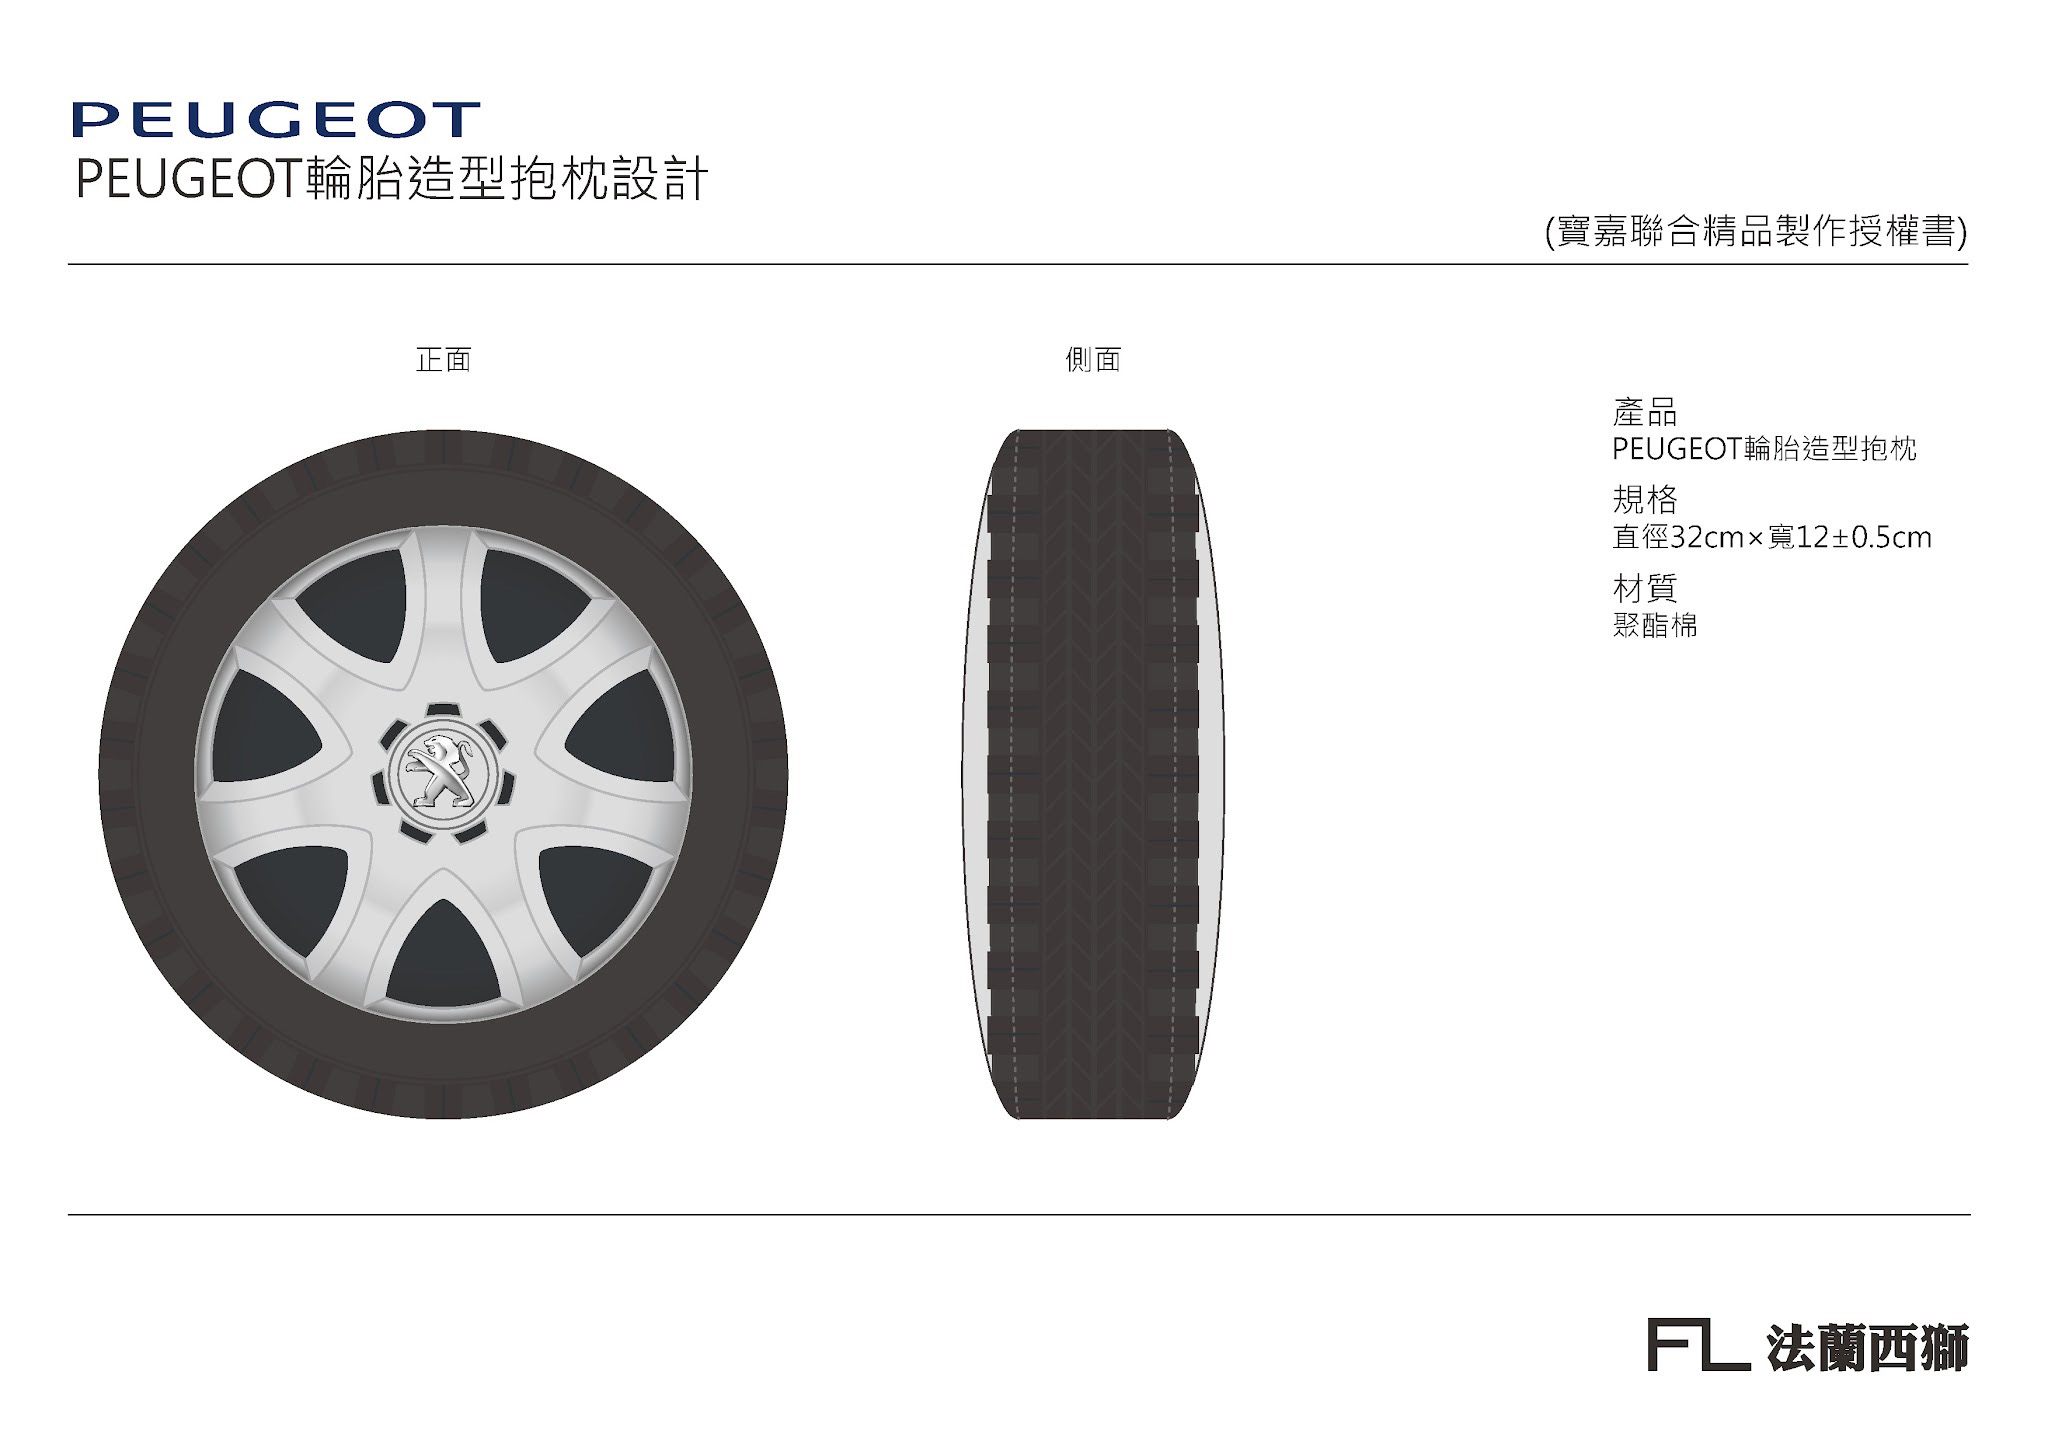 PEUGEOT
PEUGEOT輪胎造型抱枕設計
(寶嘉聯合精品製作授權書)
正面
側面
產品
PEUGEOT輪胎造型抱枕
規格
直徑32cm×寬12±0.5cm
材質
聚酯棉
FL 法蘭西獅